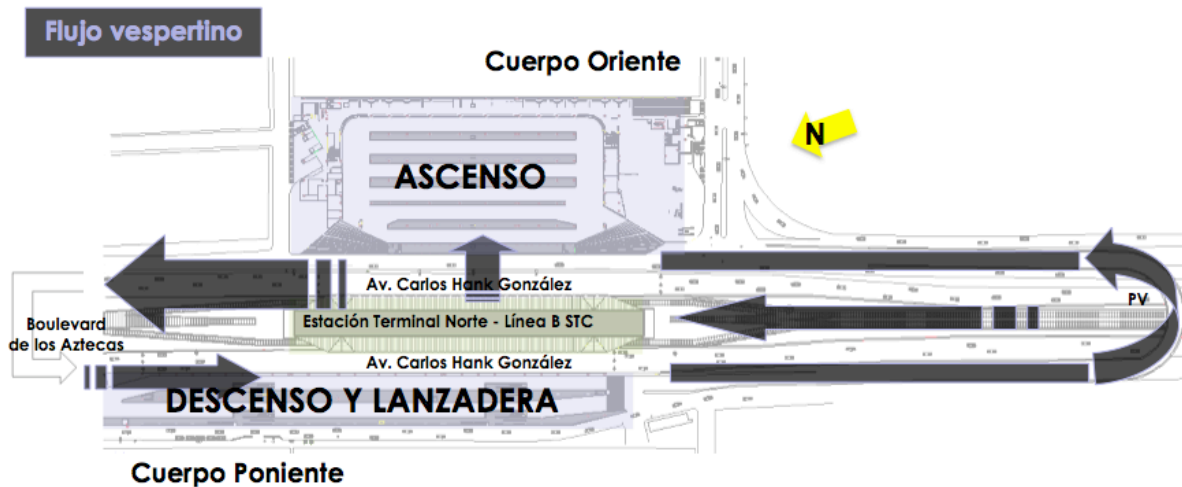 Flujo vespertino
Cuerpo Oriente
N
ASCENSO
Av. Carlos Hank González
Estación Terminal Norte - Línea B STC
PV
Boulevard
de los Aztecas
Av. Carlos Hank González
DESCENSO Y LANZADERA
Cuerpo Poniente